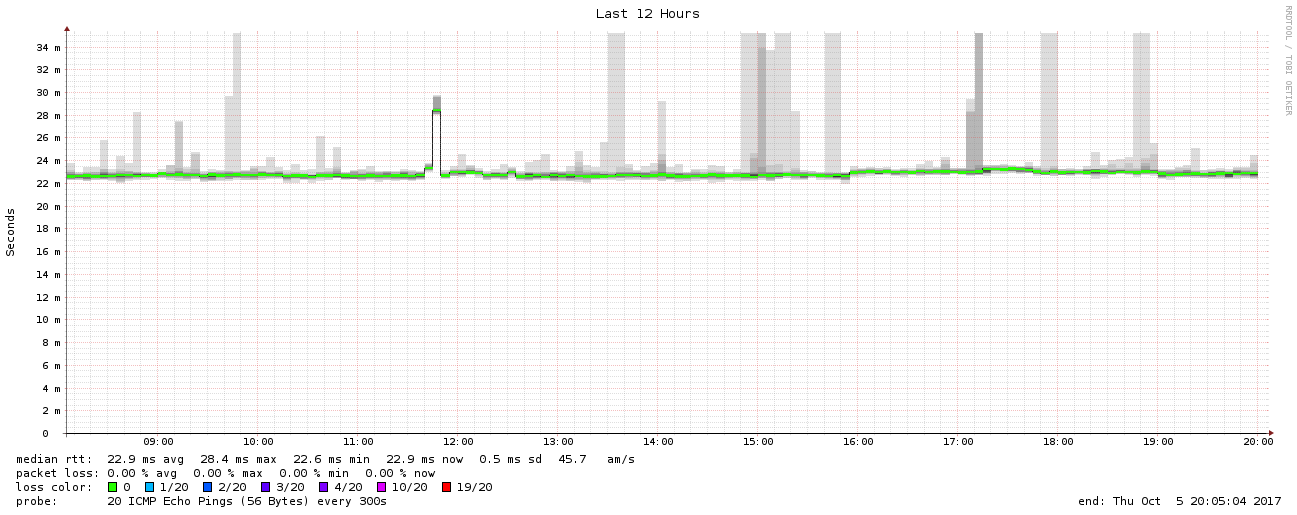 Last 12 Hours
RRDTOOL / TOBI OETIKER
34 m
32 m
30 m
28 m
26 m
24 m
22 m
20 m
18 m
16 m
14 m
12 m
10 m
8 m
6 m
4 m
2 m
0
Seconds
09:00 10:00 11:00 12:00 13:00 14:00 15:00 16:00 17:00 18:00 19:00 20:00
median rtt: 22.9 ms avg 28.4 ms max 22.6 ms min 22.9 ms now 0.5 ms sd 45.7 am/s
packet loss: 0.00 % avg 0.00 % max 0.00 % min 0.00 % now
loss color: 0 1/20 2/20 3/20 4/20 10/20 19/20
probe: 20 ICMP Echo Pings (56 Bytes) every 300s end: Thu Oct 5 20:05:04 2017